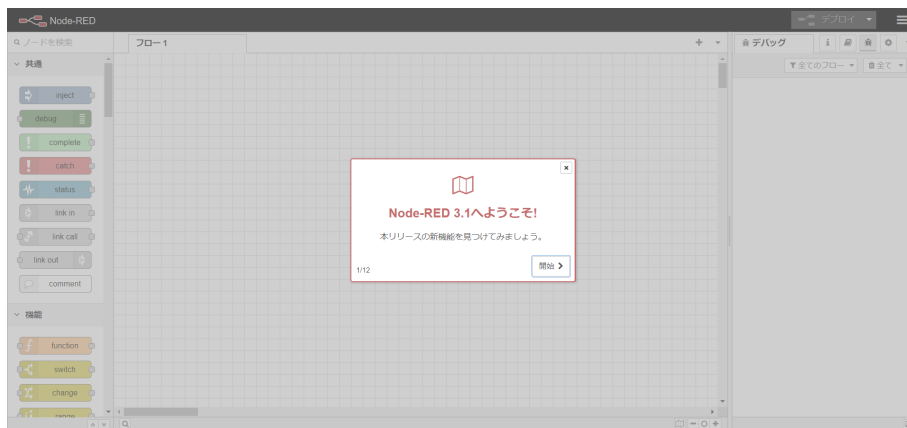 Node-RED
デプロイ
ノードを検索
フロー 1
デバッグ
i
共通
全てのフロー
全て
inject
debug
complete
catch
status
link in
link call
link out
comment
機能
function
switch
change
range
Node-RED 3.1へようこそ!
本リリースの新機能を見つけてみましょう。
1/12
開始